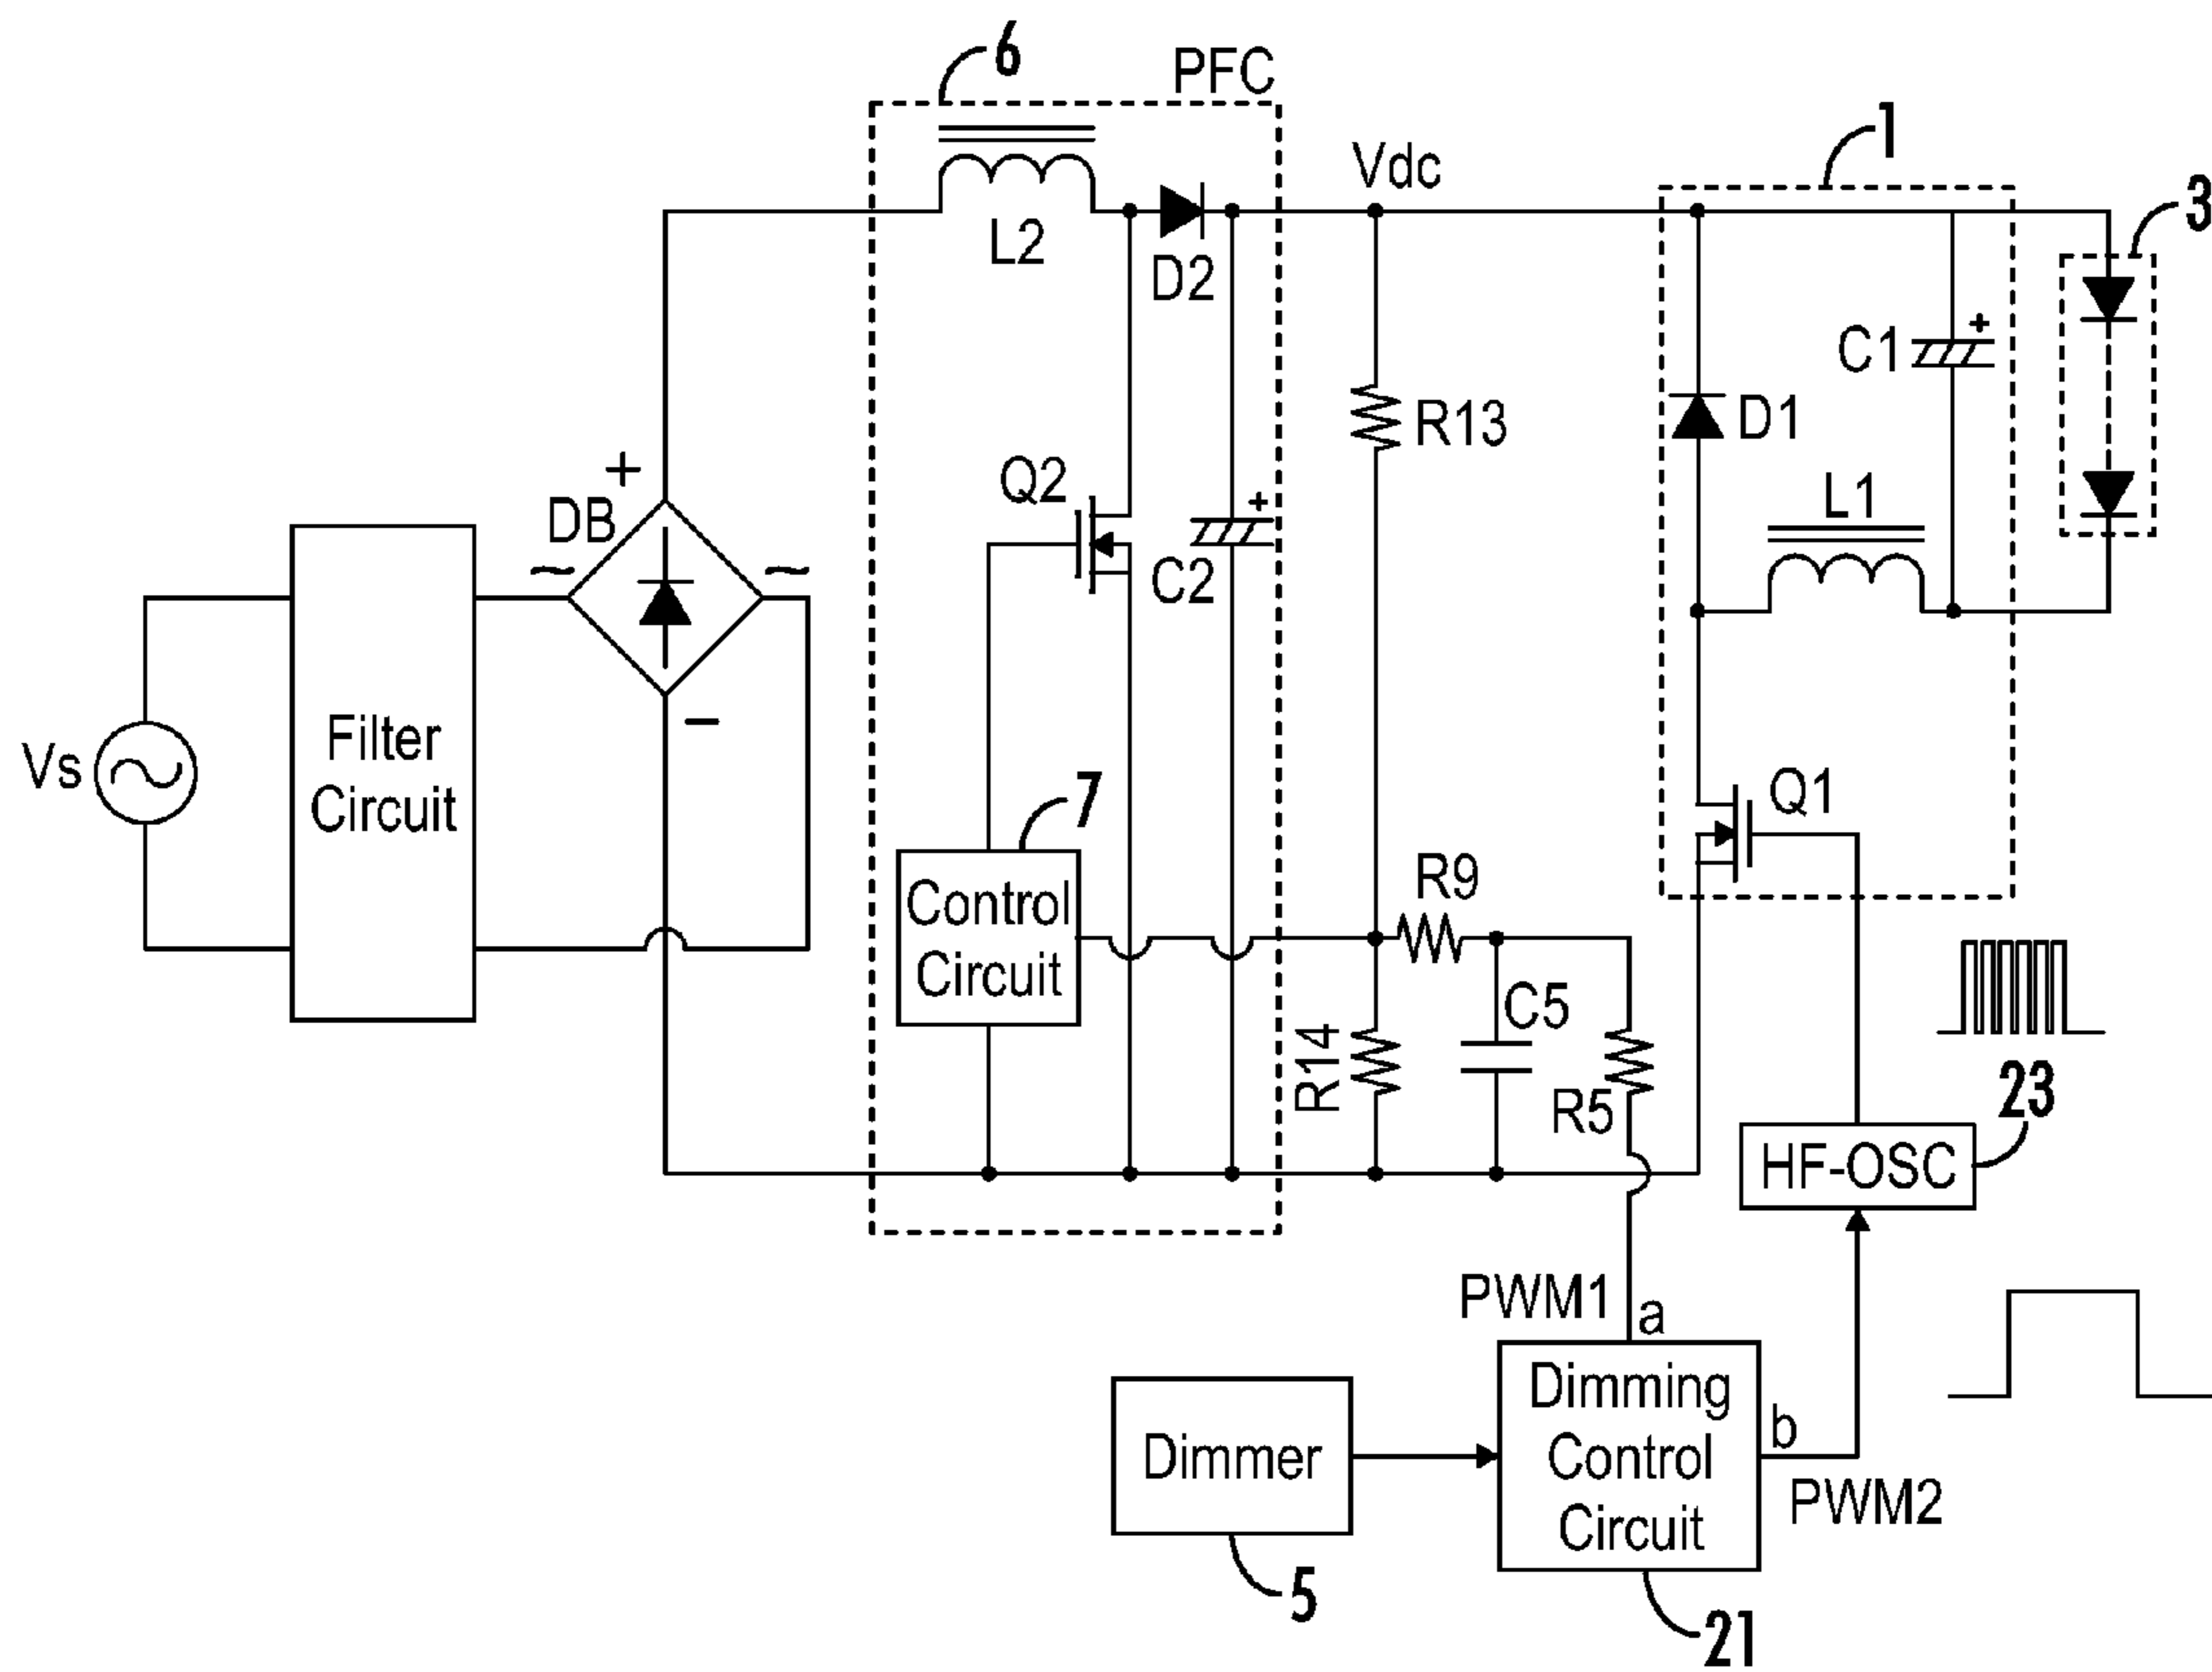 6
PFC
1
Vdc
3
L2
D2
C1
+
R13
D1
Q2
+
DB
+
L1
~
~
C2
Filter
Circuit
−
Vs
7
Q1
Control
Circuit
R9
C5
R14
R5
23
HF-OSC
PWM1
a
Dimming
Control
Circuit
b
Dimmer
PWM2
5
21